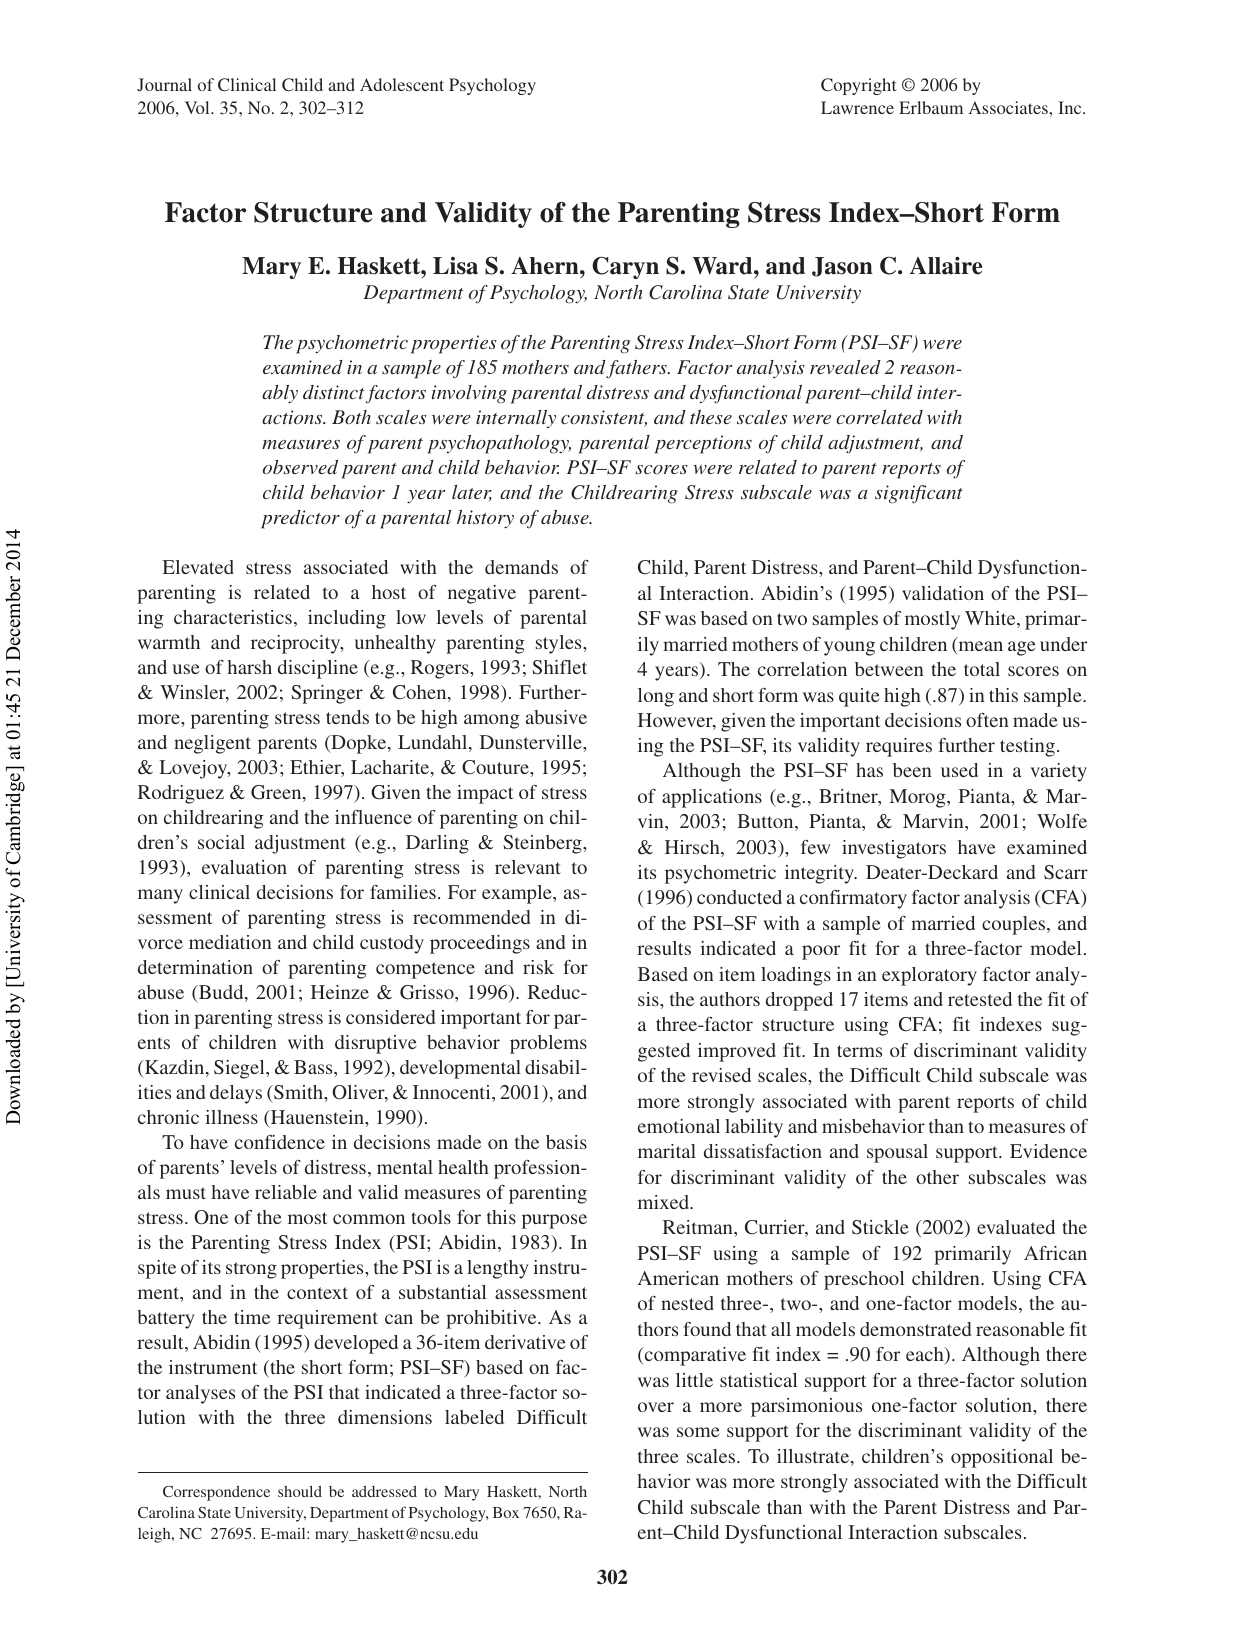 Journal of Clinical Child and Adolescent Psychology
2006, Vol. 35, No. 2, 302–312
Copyright © 2006 by
Lawrence Erlbaum Associates, Inc.
Factor Structure and Validity of the Parenting Stress Index–Short Form
Mary E. Haskett, Lisa S. Ahern, Caryn S. Ward, and Jason C. Allaire
Department of Psychology, North Carolina State University
The psychometric properties of the Parenting Stress Index–Short Form (PSI–SF) were
examined in a sample of 185 mothers and fathers. Factor analysis revealed 2 reason-
ably distinct factors involving parental distress and dysfunctional parent–child inter-
actions. Both scales were internally consistent, and these scales were correlated with
measures of parent psychopathology, parental perceptions of child adjustment, and
observed parent and child behavior. PSI–SF scores were related to parent reports of
child behavior 1 year later, and the Childrearing Stress subscale was a significant
predictor of a parental history of abuse.
Elevated stress associated with the demands of
parenting is related to a host of negative parent-
ing characteristics, including low levels of parental
warmth and reciprocity, unhealthy parenting styles,
and use of harsh discipline (e.g., Rogers, 1993; Shiflet
& Winsler, 2002; Springer & Cohen, 1998). Further-
more, parenting stress tends to be high among abusive
and negligent parents (Dopke, Lundahl, Dunsterville,
& Lovejoy, 2003; Ethier, Lacharite, & Couture, 1995;
Rodriguez & Green, 1997). Given the impact of stress
on childrearing and the influence of parenting on chil-
dren’s social adjustment (e.g., Darling & Steinberg,
1993), evaluation of parenting stress is relevant to
many clinical decisions for families. For example, as-
sessment of parenting stress is recommended in di-
vorce mediation and child custody proceedings and in
determination of parenting competence and risk for
abuse (Budd, 2001; Heinze & Grisso, 1996). Reduc-
tion in parenting stress is considered important for par-
ents of children with disruptive behavior problems
(Kazdin, Siegel, & Bass, 1992), developmental disabil-
ities and delays (Smith, Oliver, & Innocenti, 2001), and
chronic illness (Hauenstein, 1990).
To have confidence in decisions made on the basis
of parents’ levels of distress, mental health profession-
als must have reliable and valid measures of parenting
stress. One of the most common tools for this purpose
is the Parenting Stress Index (PSI; Abidin, 1983). In
spite of its strong properties, the PSI is a lengthy instru-
ment, and in the context of a substantial assessment
battery the time requirement can be prohibitive. As a
result, Abidin (1995) developed a 36-item derivative of
the instrument (the short form; PSI–SF) based on fac-
tor analyses of the PSI that indicated a three-factor so-
lution with the three dimensions labeled Difficult
Correspondence should be addressed to Mary Haskett, North
Carolina State University, Department of Psychology, Box 7650, Ra-
leigh, NC 27695. E-mail: mary_haskett@ncsu.edu
Child, Parent Distress, and Parent–Child Dysfunction-
al Interaction. Abidin’s (1995) validation of the PSI–
SF was based on two samples of mostly White, primar-
ily married mothers of young children (mean age under
4 years). The correlation between the total scores on
long and short form was quite high (.87) in this sample.
However, given the important decisions often made us-
ing the PSI–SF, its validity requires further testing.
Although the PSI–SF has been used in a variety
of applications (e.g., Britner, Morog, Pianta, & Mar-
vin, 2003; Button, Pianta, & Marvin, 2001; Wolfe
& Hirsch, 2003), few investigators have examined
its psychometric integrity. Deater-Deckard and Scarr
(1996) conducted a confirmatory factor analysis (CFA)
of the PSI–SF with a sample of married couples, and
results indicated a poor fit for a three-factor model.
Based on item loadings in an exploratory factor analy-
sis, the authors dropped 17 items and retested the fit of
a three-factor structure using CFA; fit indexes sug-
gested improved fit. In terms of discriminant validity
of the revised scales, the Difficult Child subscale was
more strongly associated with parent reports of child
emotional lability and misbehavior than to measures of
marital dissatisfaction and spousal support. Evidence
for discriminant validity of the other subscales was
mixed.
Reitman, Currier, and Stickle (2002) evaluated the
PSI–SF using a sample of 192 primarily African
American mothers of preschool children. Using CFA
of nested three-, two-, and one-factor models, the au-
thors found that all models demonstrated reasonable fit
(comparative fit index = .90 for each). Although there
was little statistical support for a three-factor solution
over a more parsimonious one-factor solution, there
was some support for the discriminant validity of the
three scales. To illustrate, children’s oppositional be-
havior was more strongly associated with the Difficult
Child subscale than with the Parent Distress and Par-
ent–Child Dysfunctional Interaction subscales.
302
Downloaded by [University of Cambridge] at 01:45 21 December 2014